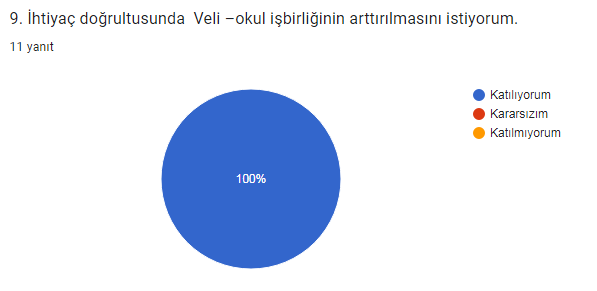 9. İhtiyaç doğrultusunda  Veli –okul işbirliğinin arttırılmasını istiyorum.
11 yanıt
100%
Katılıyorum
Kararsızım
Katılmıyorum